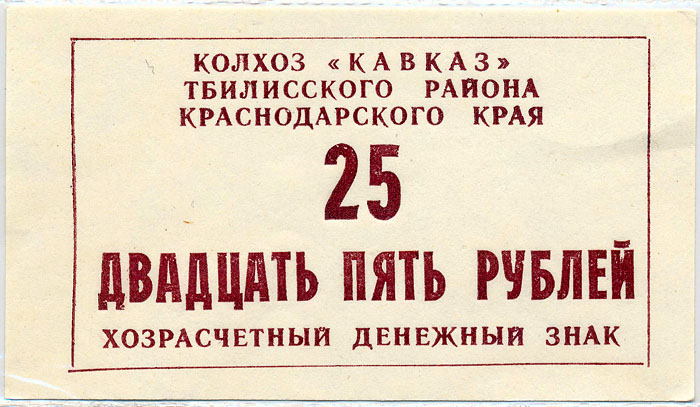 КОЛХОЗ «КАВКАЗ»
ТБИЛИССКОГО РАЙОНА
КРАСНОДАРСКОГО КРАЯ
25
ДВАДЦАТЬ ПЯТЬ РУБЛЕЙ
ХОЗРАСЧЕТНЫЙ ДЕНЕЖНЫЙ ЗНАК